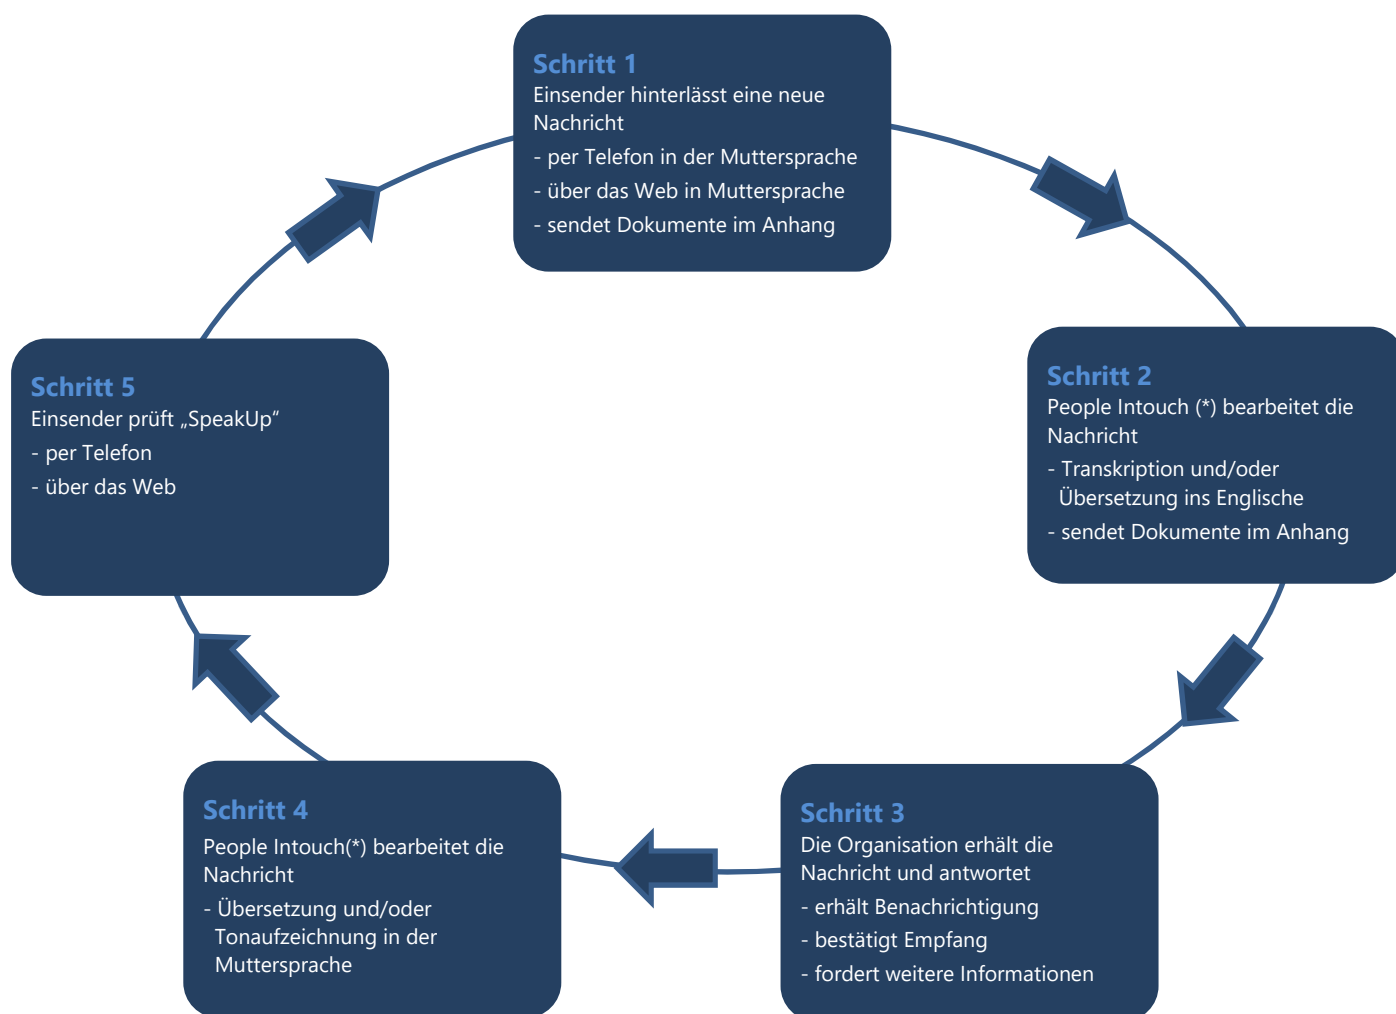 Schritt 1
Einsender hinterlässt eine neue
Nachricht
- per Telefon in der Muttersprache
- über das Web in Muttersprache
- sendet Dokumente im Anhang
Schritt 2
People Intouch (*) bearbeitet die
Nachricht
- Transkription und/oder
Übersetzung ins Englische
- sendet Dokumente im Anhang
Schritt 3
Die Organisation erhält die
Nachricht und antwortet
- erhält Benachrichtigung
- bestätigt Empfang
- fordert weitere Informationen
Schritt 4
People Intouch(*) bearbeitet die
Nachricht
- Übersetzung und/oder
Tonaufzeichnung in der
Muttersprache
Schritt 5
Einsender prüft „SpeakUp“
- per Telefon
- über das Web